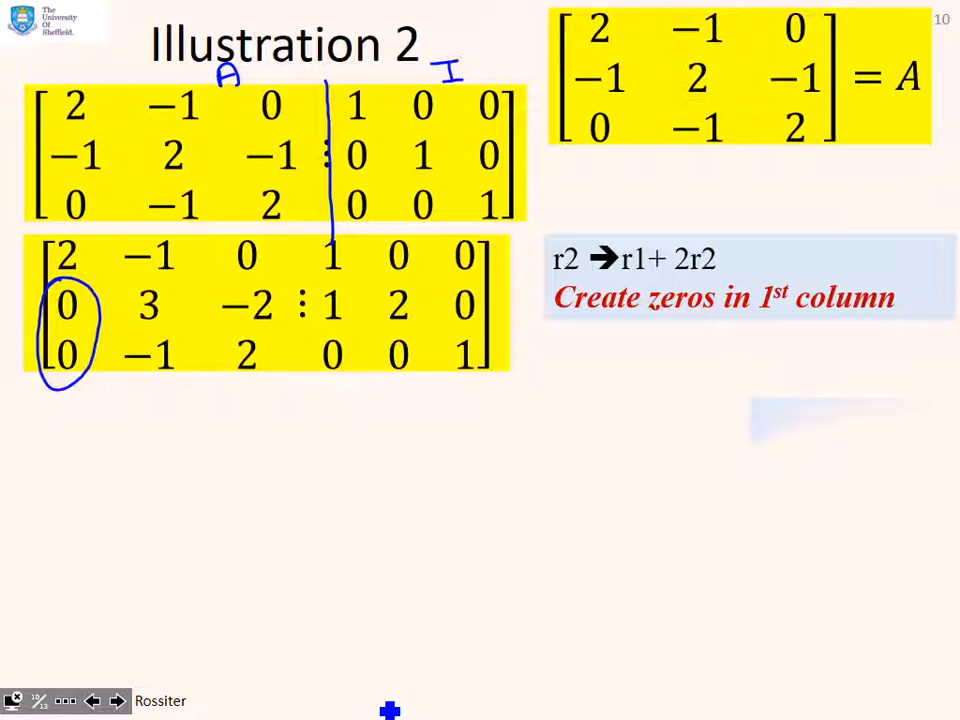 The
University
Of
Sheffield.
Illustration 2
10
A I
2 −1 0 1 0 0
−1 2 −1 ⋮ 0 1 0
0 −1 2 0 0 1
2 −1 0
−1 2 −1 = A
0 −1 2
2 −1 0 1 0 0
0 3 −2 ⋮ 1 2 0
0 −1 2 0 0 1
r2 ➔r1+ 2r2
Create zeros in 1st column
10/13
Rossiter